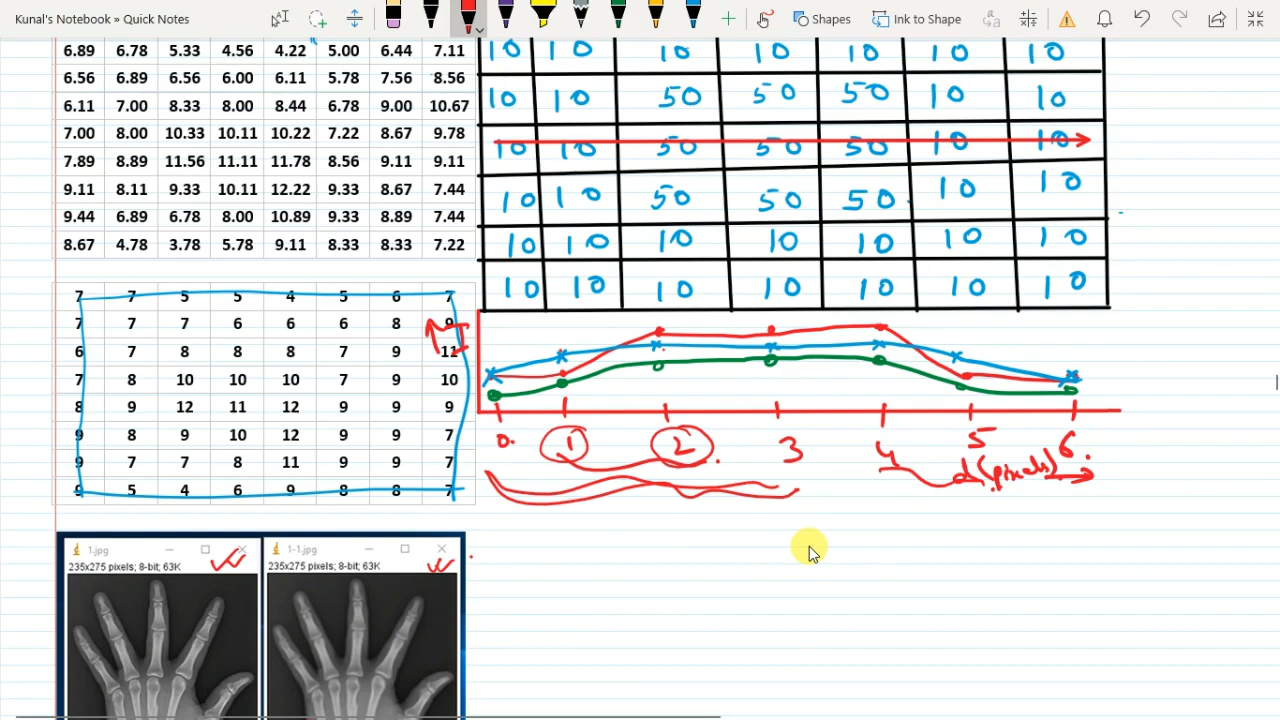 Kunal's Notebook » Quick Notes
Shapes
Ink to Shape
6.89 6.78 5.33 4.56 4.22 5.00 6.44 7.11
6.56 6.89 6.56 6.00 6.11 5.78 7.56 8.56
6.11 7.00 8.33 8.00 8.44 6.78 9.00 10.67
7.00 8.00 10.33 10.11 10.22 7.22 8.67 9.78
7.89 8.89 11.56 11.11 11.78 8.56 9.11 9.11
9.11 8.11 9.33 10.11 12.22 9.33 8.67 7.44
9.44 6.89 6.78 8.00 10.89 9.33 8.89 7.44
8.67 4.78 3.78 5.78 9.11 8.33 8.33 7.22
10 10 10 10 10 10 10
10 10 50 50 50 10 10
10 10 50 50 50 10 10
10 10 50 50 50 10 10
10 10 10 10 10 10 10
10 10 10 10 10 10 10
7 7 5 5 4 5 6 7
7 7 7 6 6 6 8 9
6 7 8 8 8 7 9 11
7 8 10 10 10 7 9 10
8 9 12 11 12 9 9 9
9 8 9 10 12 9 9 7
9 7 7 8 11 9 9 7
9 5 4 6 9 8 8 7
0. 1 2 3 4 5 6.
d(pixels)
1.jpg
235x275 pixels; 8-bit; 63K
1-1.jpg
235x275 pixels; 8-bit; 63K